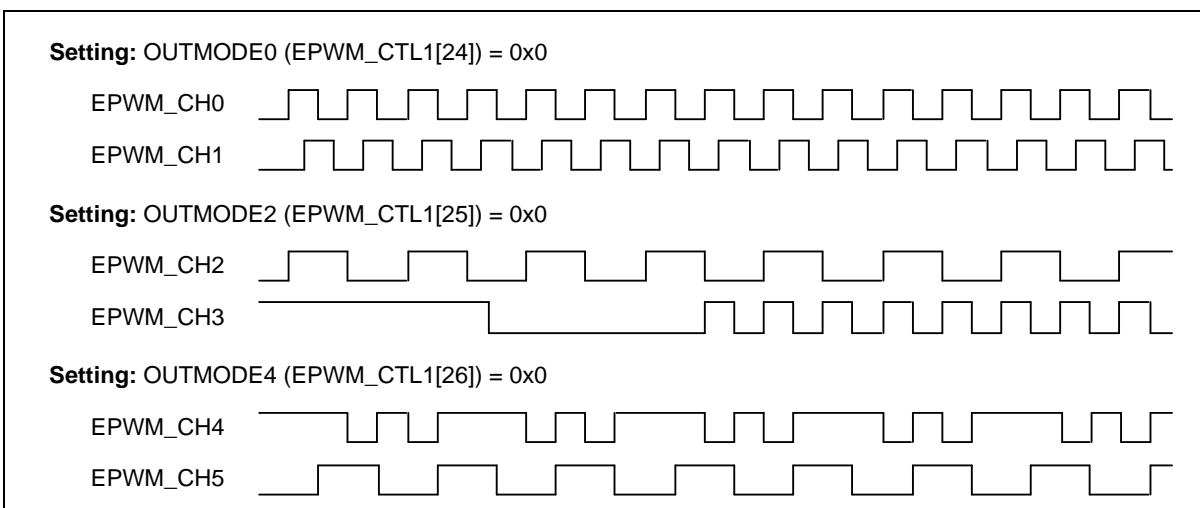 Setting: OUTMODE0 (EPWM_CTL1[24]) = 0x0
EPWM_CH0
EPWM_CH1
Setting: OUTMODE2 (EPWM_CTL1[25]) = 0x0
EPWM_CH2
EPWM_CH3
Setting: OUTMODE4 (EPWM_CTL1[26]) = 0x0
EPWM_CH4
EPWM_CH5